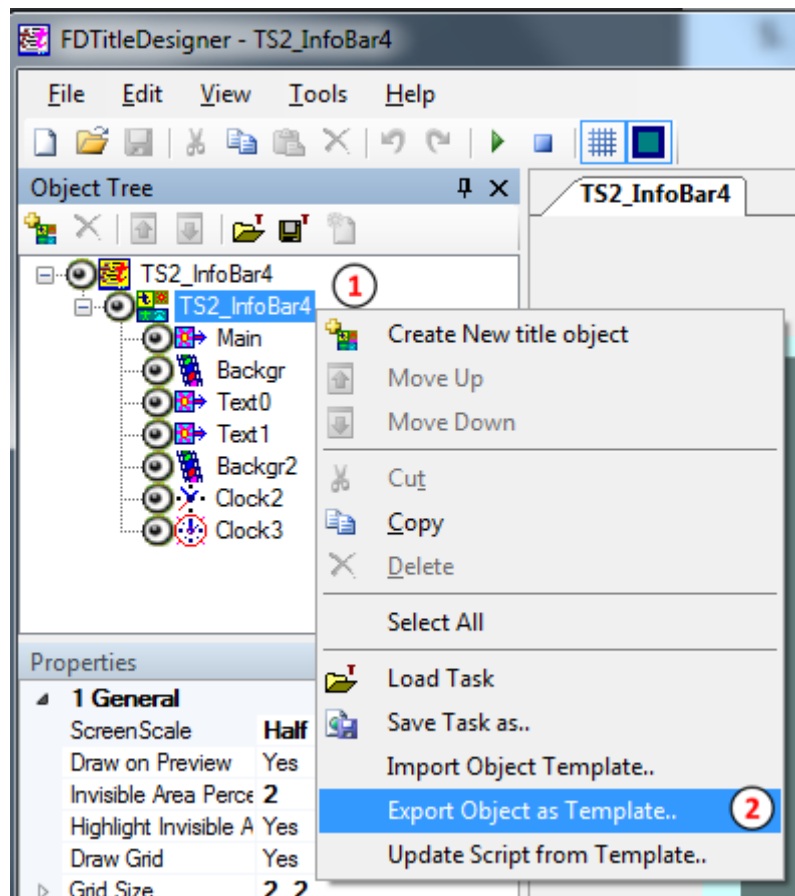 FDTitleDesigner - TS2_InfoBar4
File Edit View Tools Help
Object Tree
TS2_InfoBar4
TS2_InfoBar4
1
TS2_InfoBar4
Main
Backgr
Text0
Text1
Backgr2
Clock2
Clock3
Create New title object
Move Up
Move Down
Cut
Copy
Delete
Select All
Load Task
Save Task as..
Import Object Template..
Export Object as Template.. 2
Update Script from Template..
Properties
1 General
ScreenScale Half
Draw on Preview Yes
Invisible Area Perce 2
Highlight Invisible A Yes
Draw Grid Yes
Grid Size 2, 2